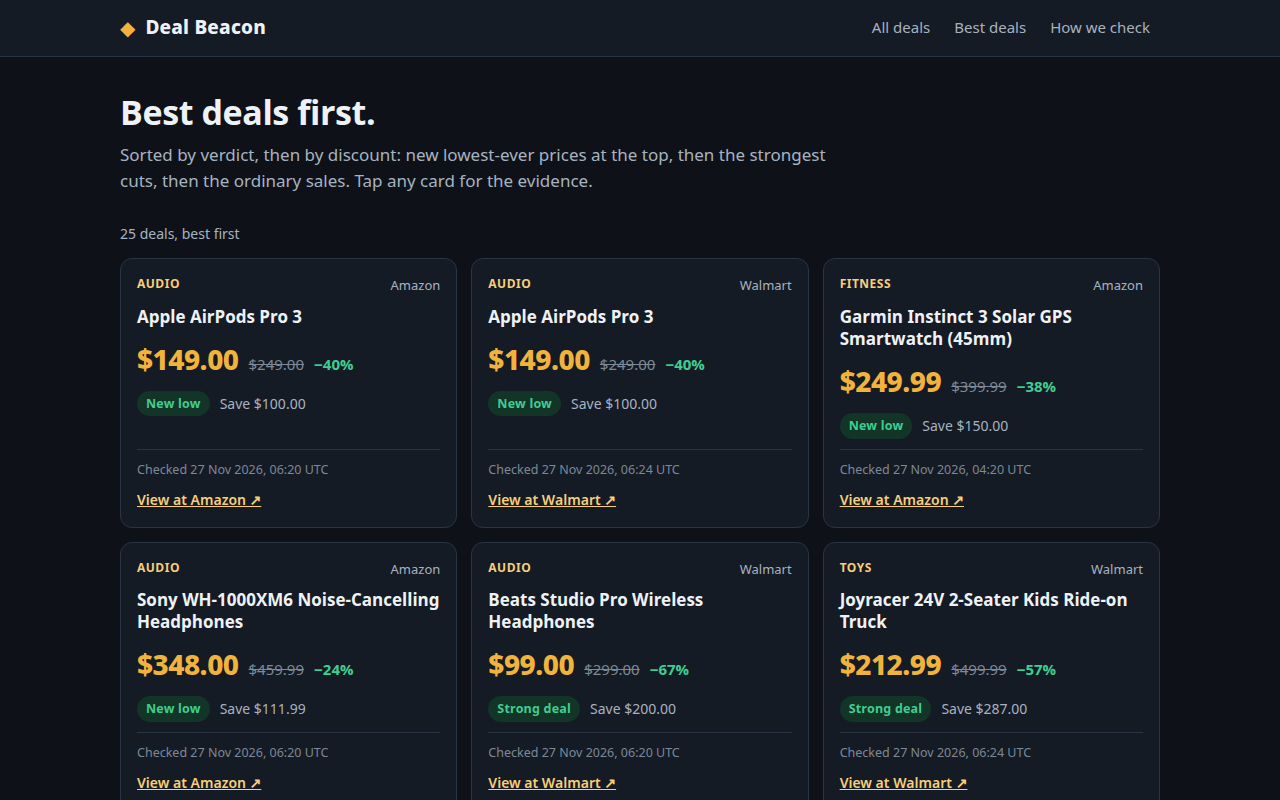 ◆ Deal Beacon
All deals Best deals How we check
Best deals first.
Sorted by verdict, then by discount: new lowest-ever prices at the top, then the strongest
cuts, then the ordinary sales. Tap any card for the evidence.
25 deals, best first
AUDIO Amazon
Apple AirPods Pro 3
$149.00 $249.00 −40%
New low Save $100.00
Checked 27 Nov 2026, 06:20 UTC
View at Amazon ↗
AUDIO Walmart
Apple AirPods Pro 3
$149.00 $249.00 −40%
New low Save $100.00
Checked 27 Nov 2026, 06:24 UTC
View at Walmart ↗
FITNESS Amazon
Garmin Instinct 3 Solar GPS
Smartwatch (45mm)
$249.99 $399.99 −38%
New low Save $150.00
Checked 27 Nov 2026, 04:20 UTC
View at Amazon ↗
AUDIO Amazon
Sony WH-1000XM6 Noise-Cancelling
Headphones
$348.00 $459.99 −24%
New low Save $111.99
Checked 27 Nov 2026, 06:20 UTC
View at Amazon ↗
AUDIO Walmart
Beats Studio Pro Wireless
Headphones
$99.00 $299.00 −67%
Strong deal Save $200.00
Checked 27 Nov 2026, 06:20 UTC
View at Walmart ↗
TOYS Walmart
Joyracer 24V 2-Seater Kids Ride-on
Truck
$212.99 $499.99 −57%
Strong deal Save $287.00
Checked 27 Nov 2026, 06:24 UTC
View at Walmart ↗